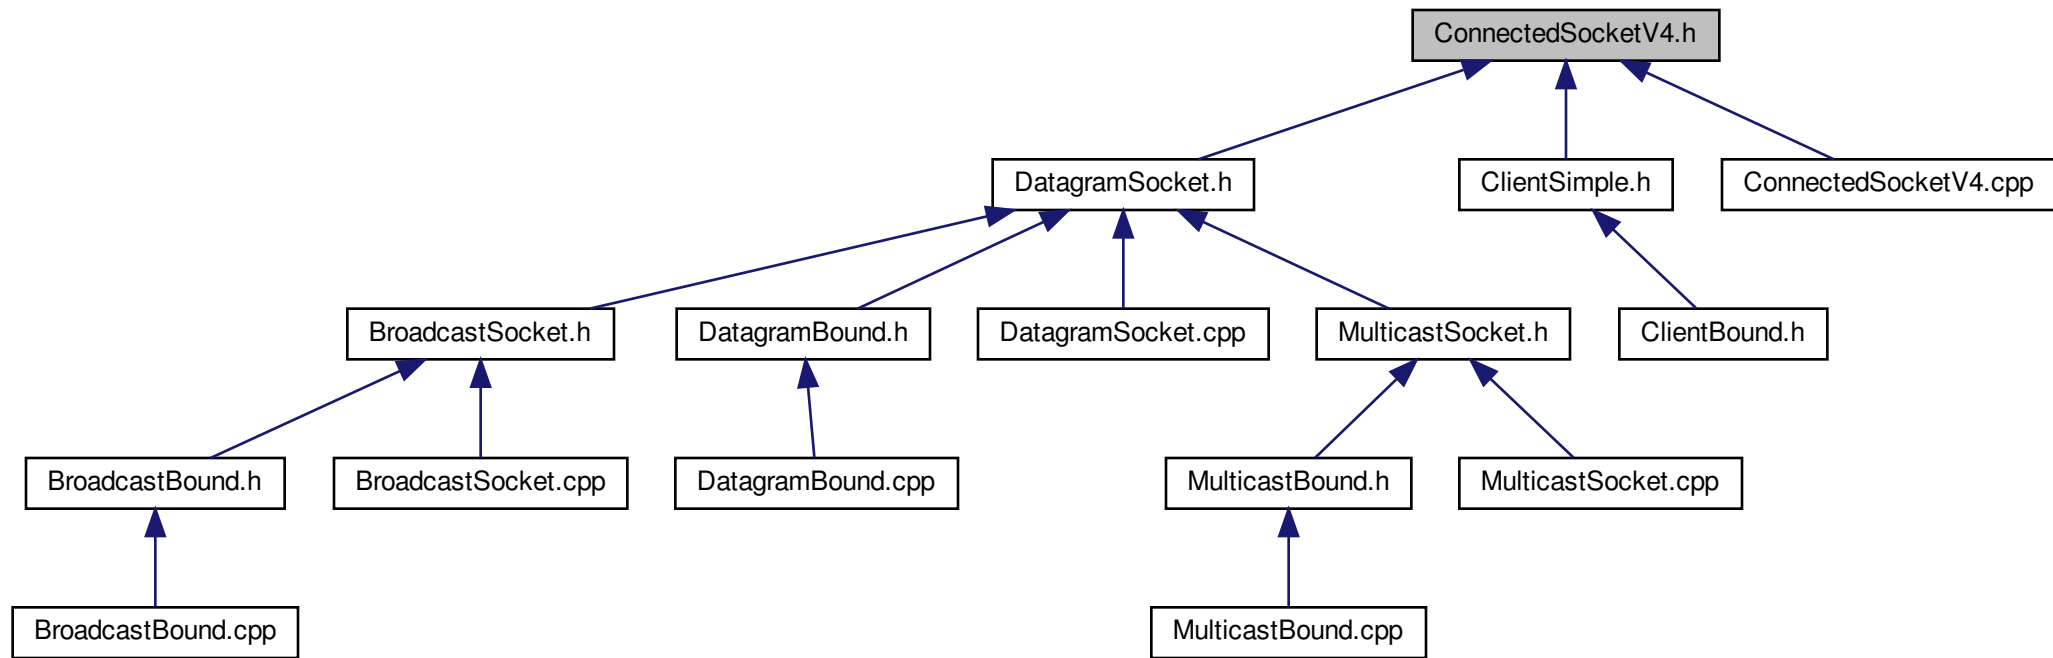 ConnectedSocketV4.h
DatagramSocket.h
ClientSimple.h
ConnectedSocketV4.cpp
BroadcastSocket.h
DatagramBound.h
DatagramSocket.cpp
MulticastSocket.h
ClientBound.h
BroadcastBound.h
BroadcastSocket.cpp
DatagramBound.cpp
MulticastBound.h
MulticastSocket.cpp
BroadcastBound.cpp
MulticastBound.cpp